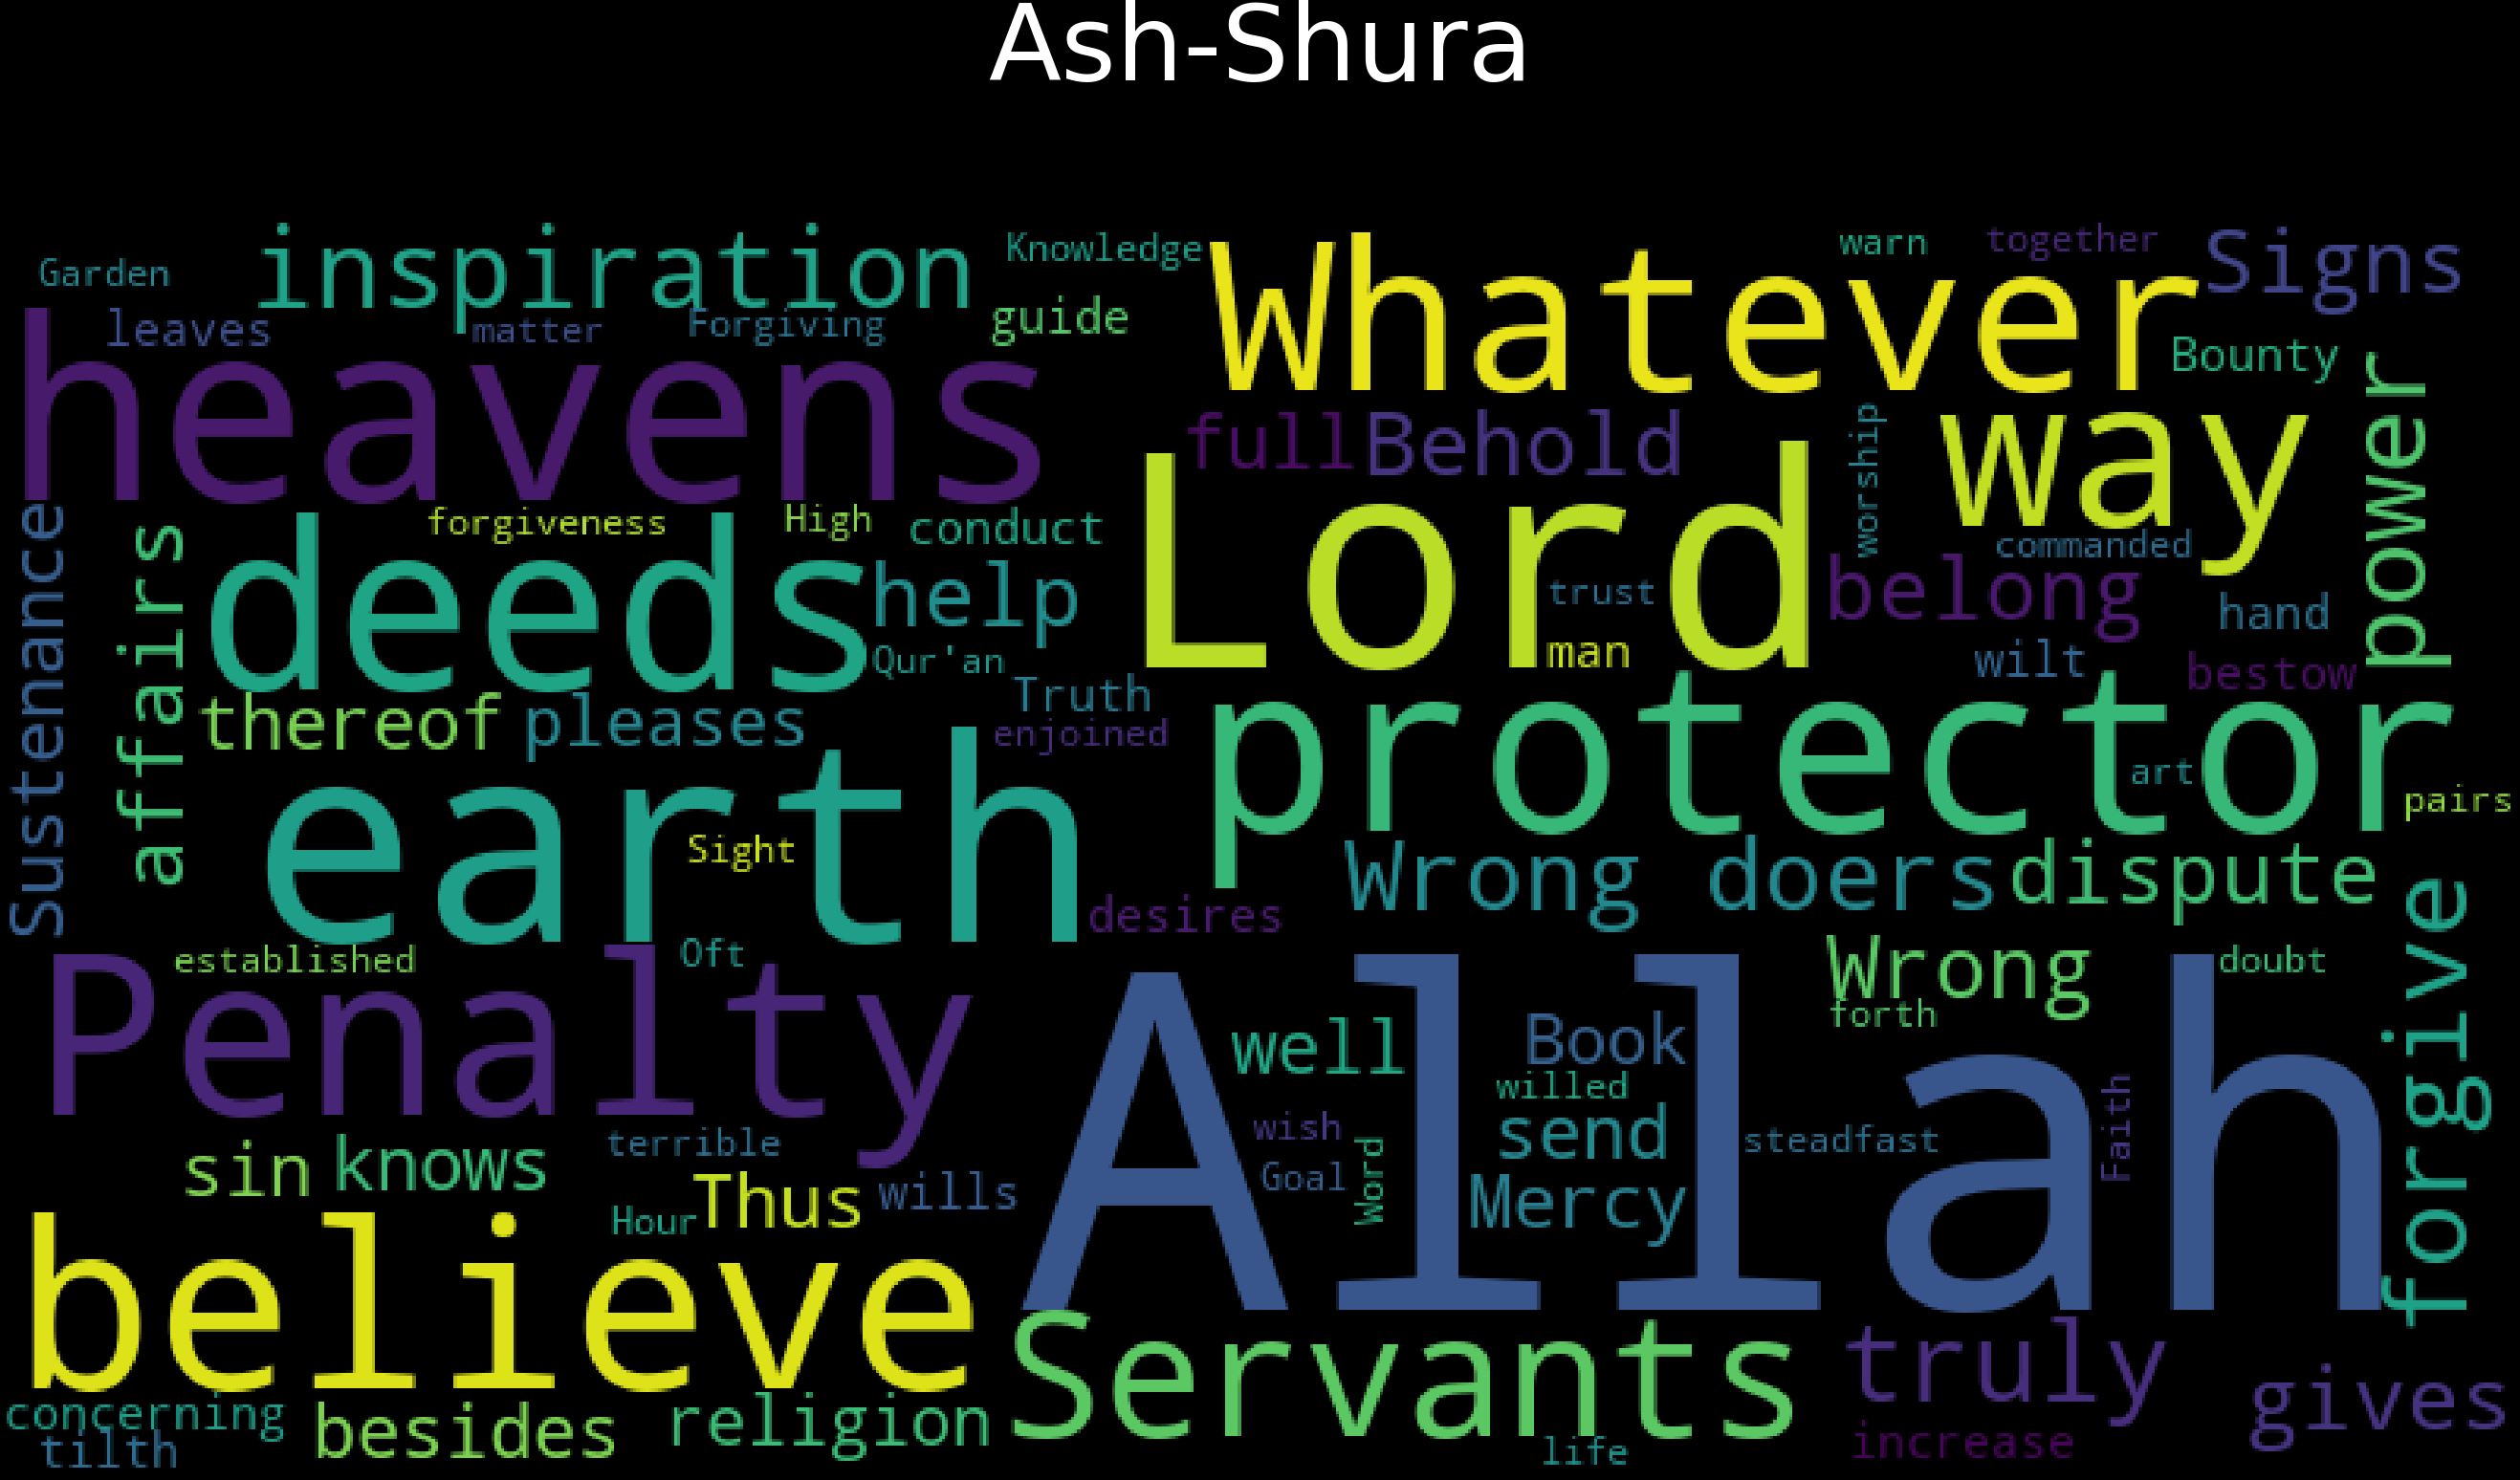 Ash-Shura
inspiration
Knowledge
Whatever
warn
together
Signs
Garden
leaves
matter
Forgiving
guide
Bounty
heavens
full
Behold
worship
way
power
Sustenance
affairs
forgiveness
High
conduct
Lord
commanded
deeds
help
trust
belong
hand
Qur'an
man
wilt
bestow
thereof
pleases
Truth
enjoined
protector
earth
art
pairs
Sight
Wrong doers
dispute
desires
established
Oft
Wrong
doubt
forgive
Penalty
Allah
forth
well
Book
willed
send
wish
Word
steadfast
Faith
sin
knows
terrible
Goal
Mercy
Thus
wills
Hour
believe
Servants
truly
gives
concerning
besides
religion
tilth
life
increase